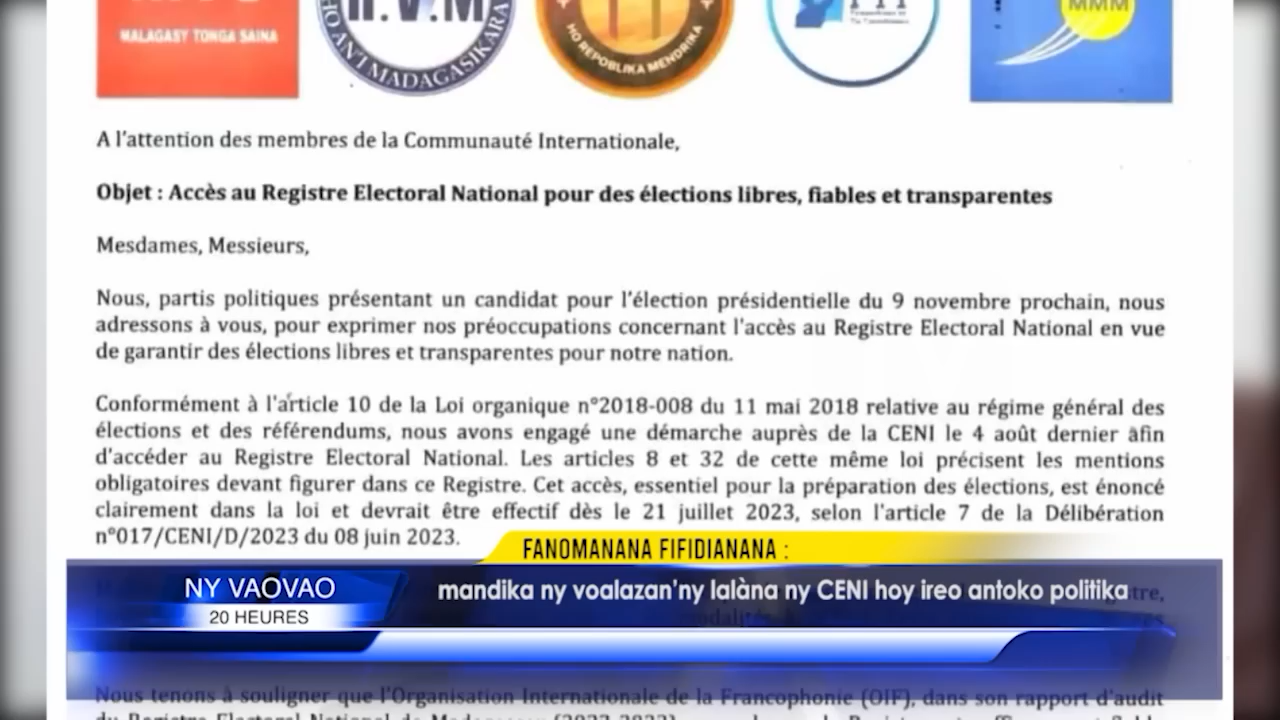 MALAGASY TONGA SAINA
H.V.M
HO AN'I MADAGASIKARA
HO REPOBLIKA MENDRIKA
MMM
A l'attention des membres de la Communauté Internationale,
Objet : Accès au Registre Electoral National pour des élections libres, fiables et transparentes
Mesdames, Messieurs,
Nous, partis politiques présentant un candidat pour l'élection présidentielle du 9 novembre prochain, nous
adressons à vous, pour exprimer nos préoccupations concernant l'accès au Registre Electoral National en vue
de garantir des élections libres et transparentes pour notre nation.
Conformément à l'article 10 de la Loi organique n°2018-008 du 11 mai 2018 relative au régime général des
élections et des référendums, nous avons engagé une démarche auprès de la CENI le 4 août dernier afin
d'accéder au Registre Electoral National. Les articles 8 et 32 de cette même loi précisent les mentions
obligatoires devant figurer dans ce Registre. Cet accès, essentiel pour la préparation des élections, est énoncé
clairement dans la loi et devrait être effectif dès le 21 juillet 2023, selon l'article 7 de la Délibération
n°017/CENI/D/2023 du 08 juin 2023.
FANOMANANA FIFIDIANANA :
NY VAOVAO
20 HEURES
mandika ny voalazan'ny lalàna ny CENI hoy ireo antoko politika
Nous tenons à souligner que l'Organisation Internationale de la Francophonie (OIF), dans son rapport d'audit